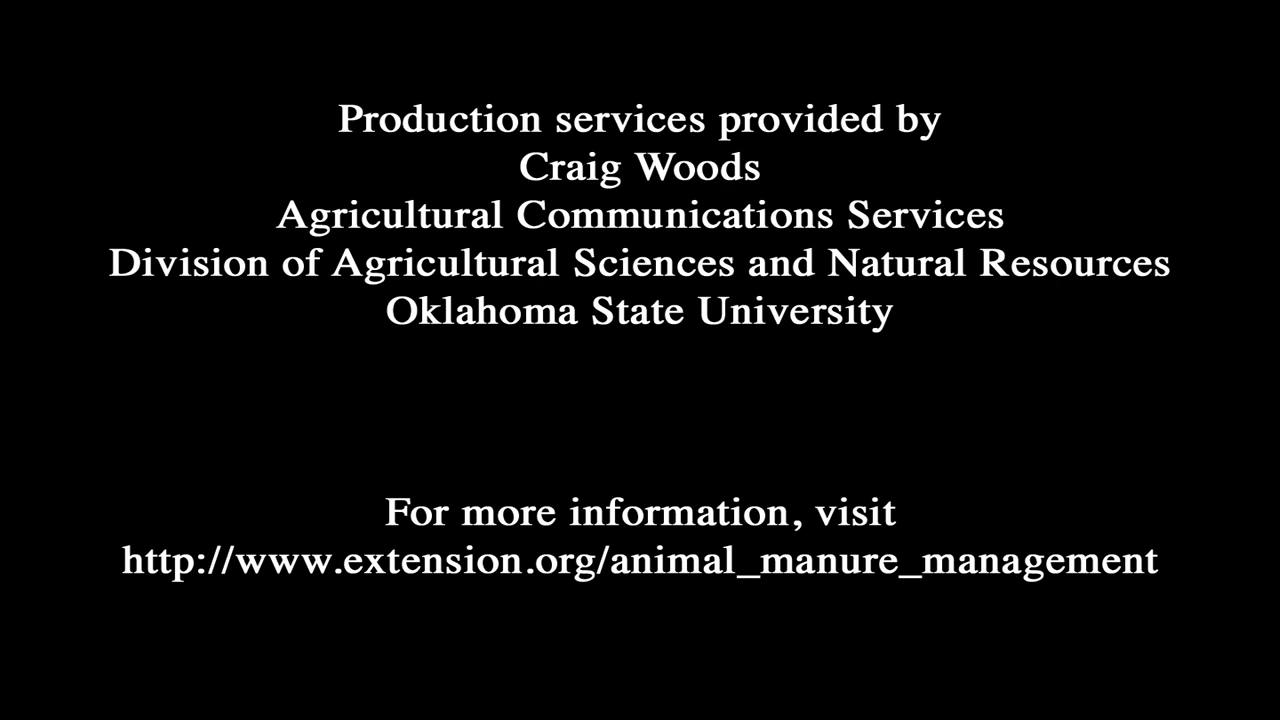 Production services provided by
Craig Woods
Agricultural Communications Services
Division of Agricultural Sciences and Natural Resources
Oklahoma State University
For more information, visit
http://www.extension.org/animal_manure_management